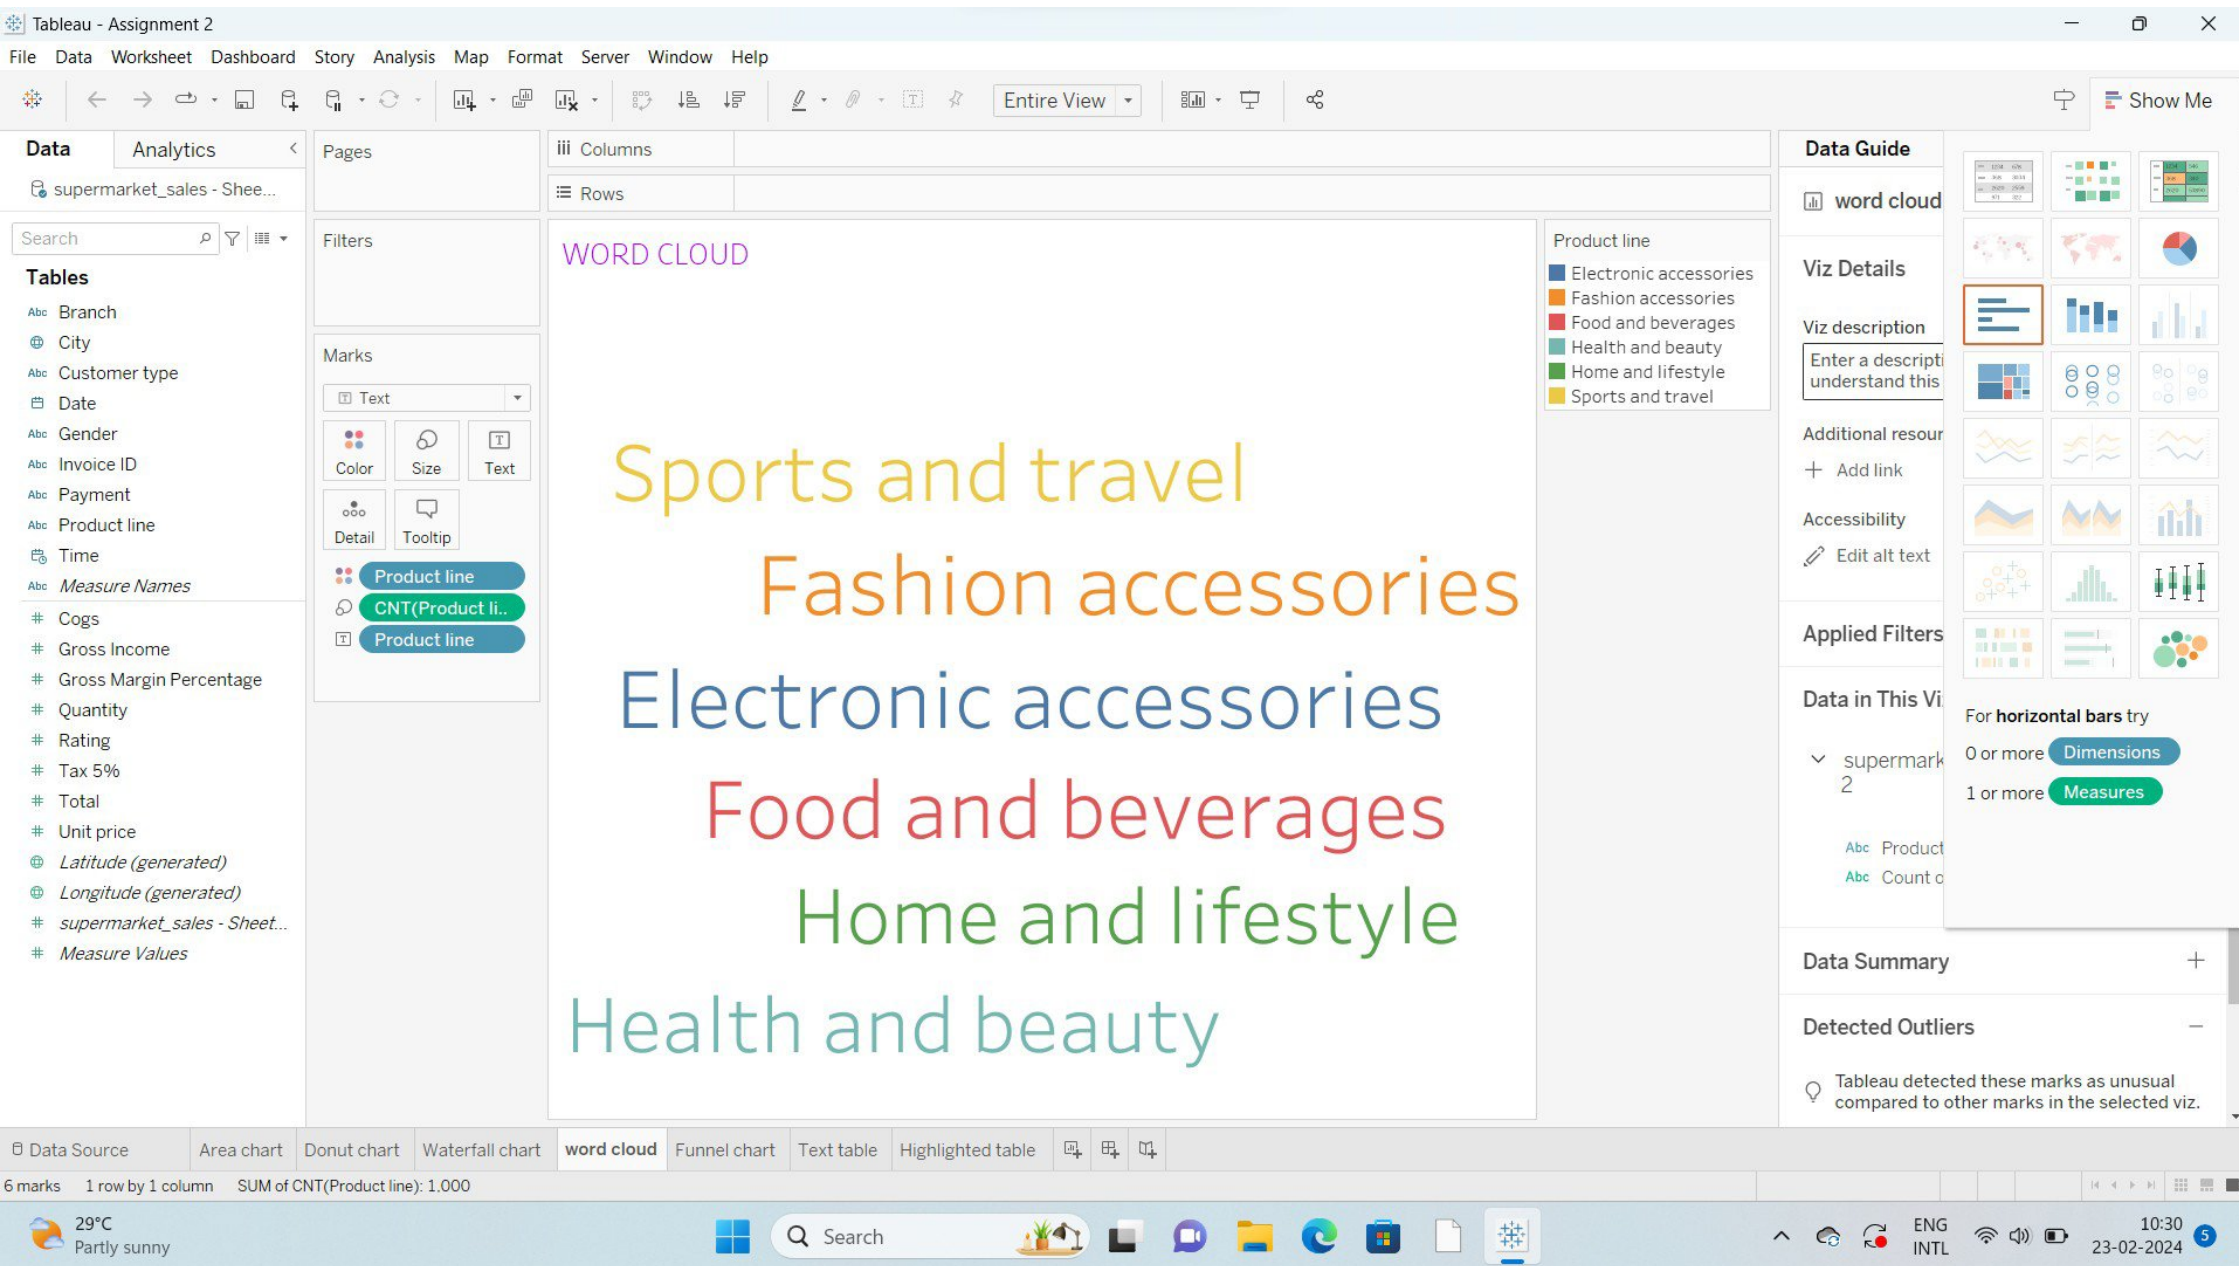 Tableau - Assignment 2
File Data Worksheet Dashboard Story Analysis Map Format Server Window Help
Entire View
Show Me
Data Analytics
supermarket_sales - Shee...
Search
Tables
Abc Branch
City
Abc Customer type
Date
Abc Gender
Abc Invoice ID
Abc Payment
Abc Product line
Time
Abc Measure Names
# Cogs
# Gross Income
# Gross Margin Percentage
# Quantity
# Rating
# Tax 5%
# Total
# Unit price
Latitude (generated)
Longitude (generated)
# supermarket_sales - Sheet...
# Measure Values
Pages
Filters
Marks
Text
Color Size Text
Detail Tooltip
Product line
CNT(Product li..
Product line
Columns
Rows
WORD CLOUD
Sports and travel
Fashion accessories
Electronic accessories
Food and beverages
Home and lifestyle
Health and beauty
Product line
Electronic accessories
Fashion accessories
Food and beverages
Health and beauty
Home and lifestyle
Sports and travel
Data Guide
word cloud
Viz Details
Viz description
Enter a descripti
understand this
Additional resour
Add link
Accessibility
Edit alt text
Applied Filters
Data in This Vi
supermark
2
Abc Product
Abc Count o
For horizontal bars try
0 or more Dimensions
1 or more Measures
Data Summary
Detected Outliers
Tableau detected these marks as unusual
compared to other marks in the selected viz.
Data Source Area chart Donut chart Waterfall chart word cloud Funnel chart Text table Highlighted table
6 marks 1 row by 1 column SUM of CNT(Product line): 1,000
29°C
Partly sunny
Search
ENG
INTL
10:30
23-02-2024
5